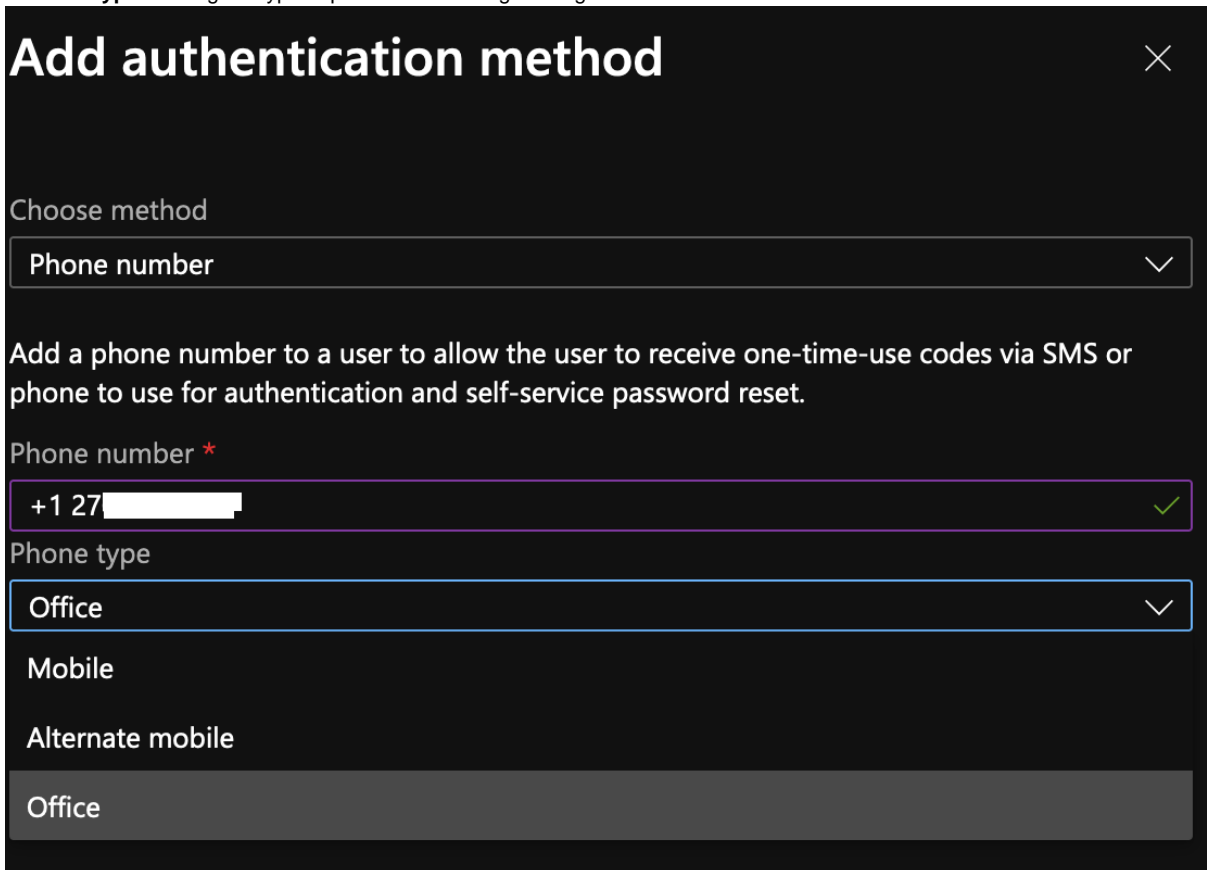 Add authentication method
Choose method
Phone number
Add a phone number to a user to allow the user to receive one-time-use codes via SMS or
phone to use for authentication and self-service password reset.
Phone number *
+1 27
Phone type
Office
Mobile
Alternate mobile
Office